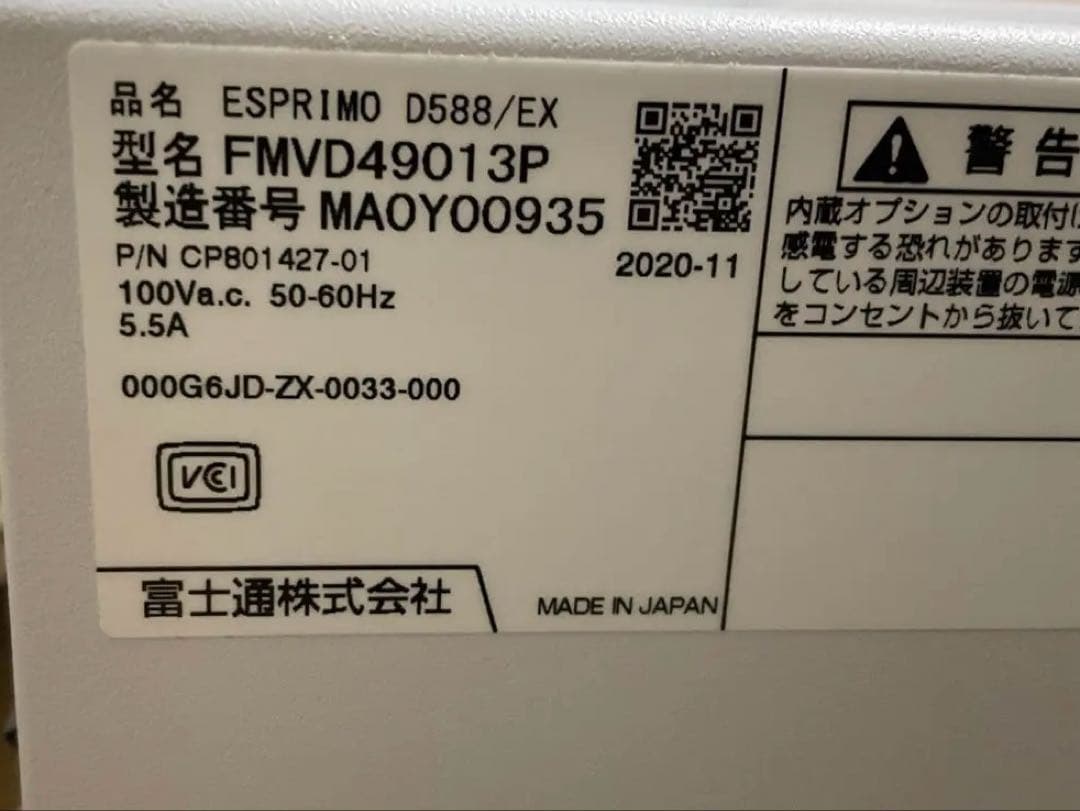 品名 ESPRIMO D588/EX
型名 FMVD49013P
製造番号 MA0Y00935
2020-11
P/N CP801427-01
100Va.c. 50-60Hz
5.5A
000G6JD-ZX-0033-000
VCCI
富士通株式会社
MADE IN JAPAN
警告
内蔵オプションの取付け
感電する恐れがあります
している周辺装置の電源
をコンセントから抜いて